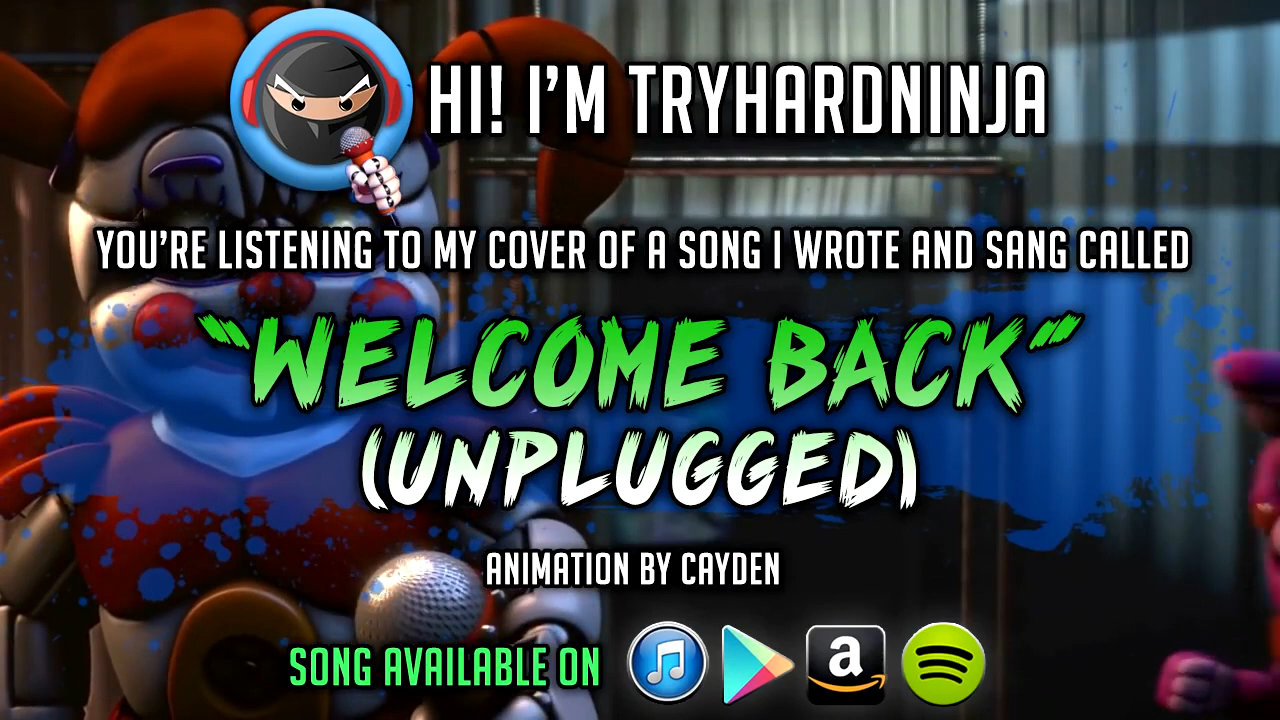 HI! I'M TRYHARDNINJA
YOU'RE LISTENING TO MY COVER OF A SONG I WROTE AND SANG CALLED
"WELCOME BACK"
(UNPLUGGED)
ANIMATION BY CAYDEN
SONG AVAILABLE ON
a